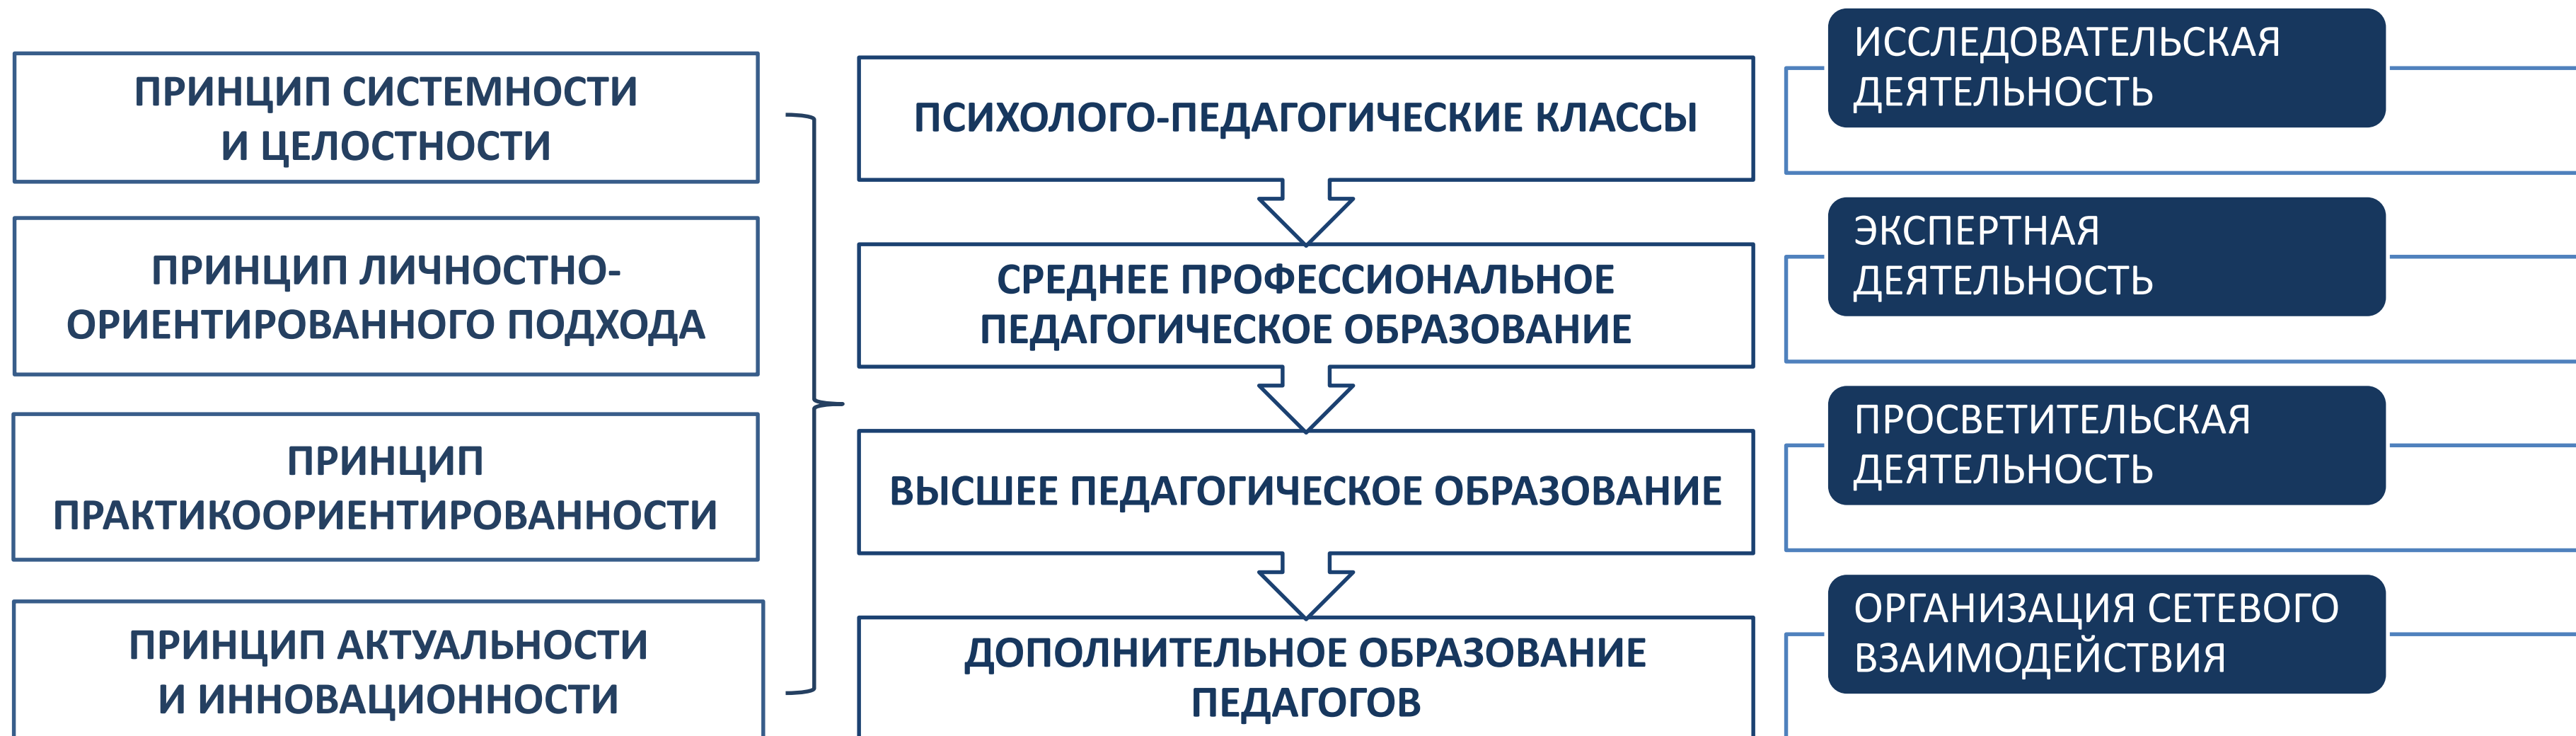 ПРИНЦИП СИСТЕМНОСТИ
И ЦЕЛОСТНОСТИ
ПРИНЦИП ЛИЧНОСТНО-
ОРИЕНТИРОВАННОГО ПОДХОДА
ПРИНЦИП
ПРАКТИКООРИЕНТИРОВАННОСТИ
ПРИНЦИП АКТУАЛЬНОСТИ
И ИННОВАЦИОННОСТИ
ПСИХОЛОГО-ПЕДАГОГИЧЕСКИЕ КЛАССЫ
СРЕДНЕЕ ПРОФЕССИОНАЛЬНОЕ
ПЕДАГОГИЧЕСКОЕ ОБРАЗОВАНИЕ
ВЫСШЕЕ ПЕДАГОГИЧЕСКОЕ ОБРАЗОВАНИЕ
ДОПОЛНИТЕЛЬНОЕ ОБРАЗОВАНИЕ
ПЕДАГОГОВ
ИССЛЕДОВАТЕЛЬСКАЯ
ДЕЯТЕЛЬНОСТЬ
ЭКСПЕРТНАЯ
ДЕЯТЕЛЬНОСТЬ
ПРОСВЕТИТЕЛЬСКАЯ
ДЕЯТЕЛЬНОСТЬ
ОРГАНИЗАЦИЯ СЕТЕВОГО
ВЗАИМОДЕЙСТВИЯ